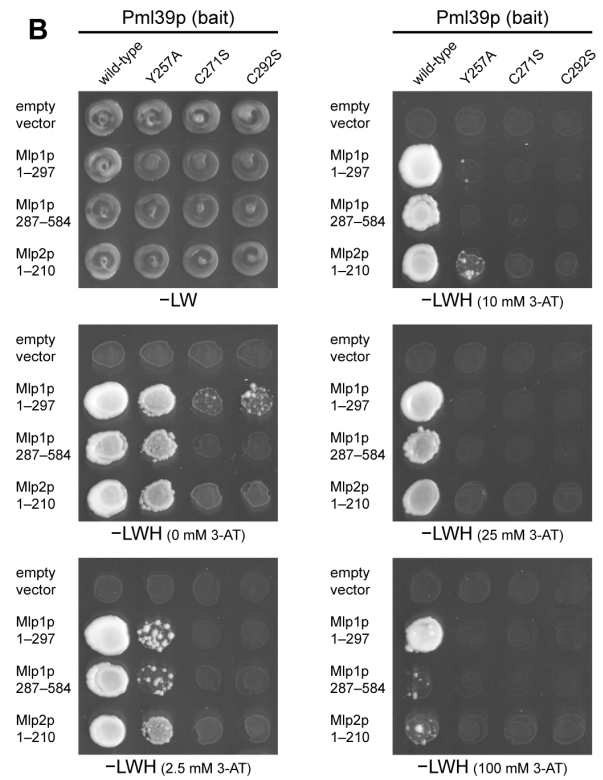 B
Pml39p (bait)
wild-type Y257A C271S C292S
empty
vector
Mlp1p
1–297
Mlp1p
287–584
Mlp2p
1–210
−LW
empty
vector
Mlp1p
1–297
Mlp1p
287–584
Mlp2p
1–210
−LWH (0 mM 3-AT)
empty
vector
Mlp1p
1–297
Mlp1p
287–584
Mlp2p
1–210
−LWH (2.5 mM 3-AT)
Pml39p (bait)
wild-type Y257A C271S C292S
empty
vector
Mlp1p
1–297
Mlp1p
287–584
Mlp2p
1–210
−LWH (10 mM 3-AT)
empty
vector
Mlp1p
1–297
Mlp1p
287–584
Mlp2p
1–210
−LWH (25 mM 3-AT)
empty
vector
Mlp1p
1–297
Mlp1p
287–584
Mlp2p
1–210
−LWH (100 mM 3-AT)